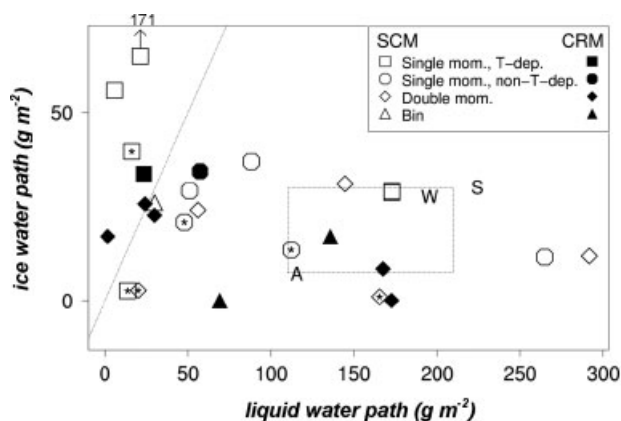 171
SCM CRM
Single mom., T-dep.
Single mom., non-T-dep.
Double mom.
Bin
S
W
A
ice water path (g m-2)
50
0
0 50 100 150 200 250 300
liquid water path (g m-2)